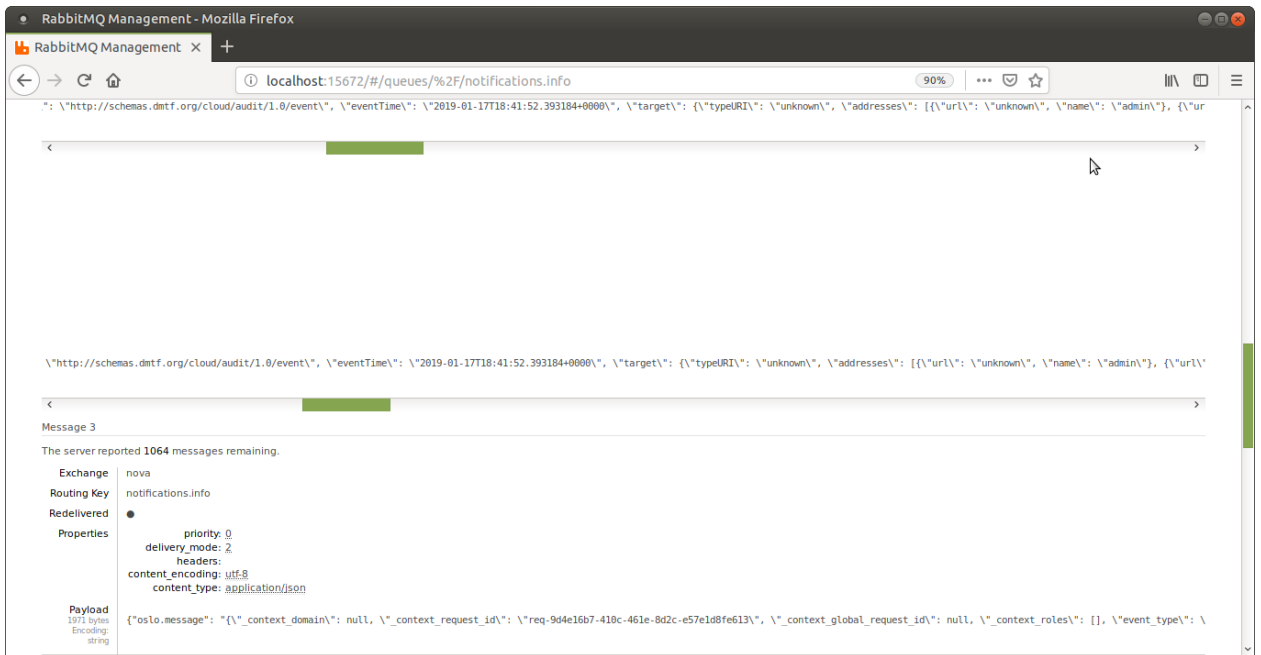 RabbitMQ Management - Mozilla Firefox
RabbitMQ Management
localhost:15672/#/queues/%2F/notifications.info
90%
.": \"http://schemas.dmtf.org/cloud/audit/1.0/event\", \"eventTime\": \"2019-01-17T18:41:52.393184+0000\", \"target\": {\"typeURI\": \"unknown\", \"addresses\": [{\"url\": \"unknown\", \"name\": \"admin\"}, {\"ur
\"http://schemas.dmtf.org/cloud/audit/1.0/event\", \"eventTime\": \"2019-01-17T18:41:52.393184+0000\", \"target\": {\"typeURI\": \"unknown\", \"addresses\": [{\"url\": \"unknown\", \"name\": \"admin\"}, {\"url\"
Message 3
The server reported 1064 messages remaining.
Exchange nova
Routing Key notifications.info
Redelivered ●
Properties priority: 0
delivery_mode: 2
headers:
content_encoding: utf-8
content_type: application/json
Payload
1971 bytes
Encoding:
string
{"oslo.message": "{\"_context_domain\": null, \"_context_request_id\": \"req-9d4e16b7-410c-461e-8d2c-e57e1d8fe613\", \"_context_global_request_id\": null, \"_context_roles\": [], \"event_type\": \